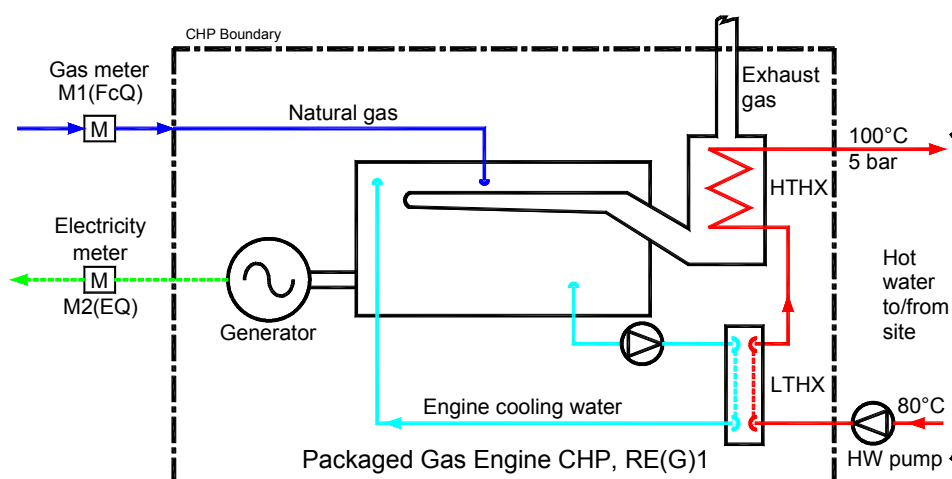 CHP Boundary
Gas meter
M1(FcQ)
M
Natural gas
Exhaust
gas
100°C
5 bar
HTHX
Electricity
meter
M
M2(EQ)
Generator
Hot
water
to/from
site
LTHX
Engine cooling water
80°C
HW pump
Packaged Gas Engine CHP, RE(G)1